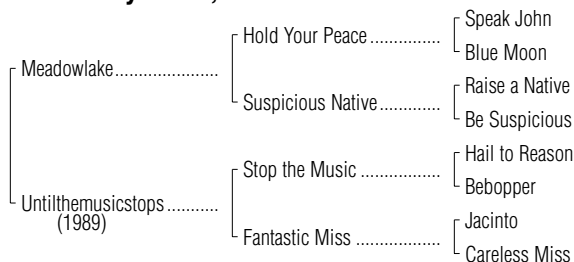 Speak John
Hold Your Peace ..............
Blue Moon
Meadowlake.....................
Raise a Native
Suspicious Native............
Be Suspicious
Hail to Reason
Stop the Music ................
Bebopper
Untilthemusicstops ..........
(1989)
Jacinto
Fantastic Miss .................
Careless Miss